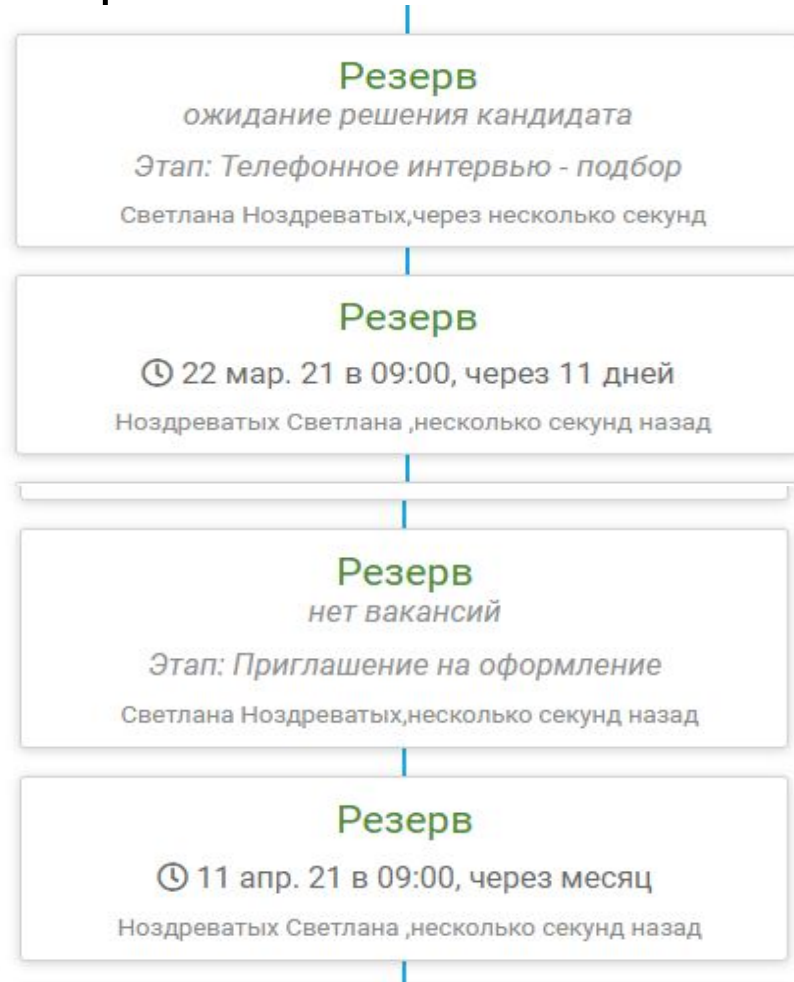 Резерв
ожидание решения кандидата
Этап: Телефонное интервью - подбор
Светлана Ноздреватых,через несколько секунд
Резерв
22 мар. 21 в 09:00, через 11 дней
Ноздреватых Светлана ,несколько секунд назад
Резерв
нет вакансий
Этап: Приглашение на оформление
Светлана Ноздреватых,несколько секунд назад
Резерв
11 апр. 21 в 09:00, через месяц
Ноздреватых Светлана ,несколько секунд назад